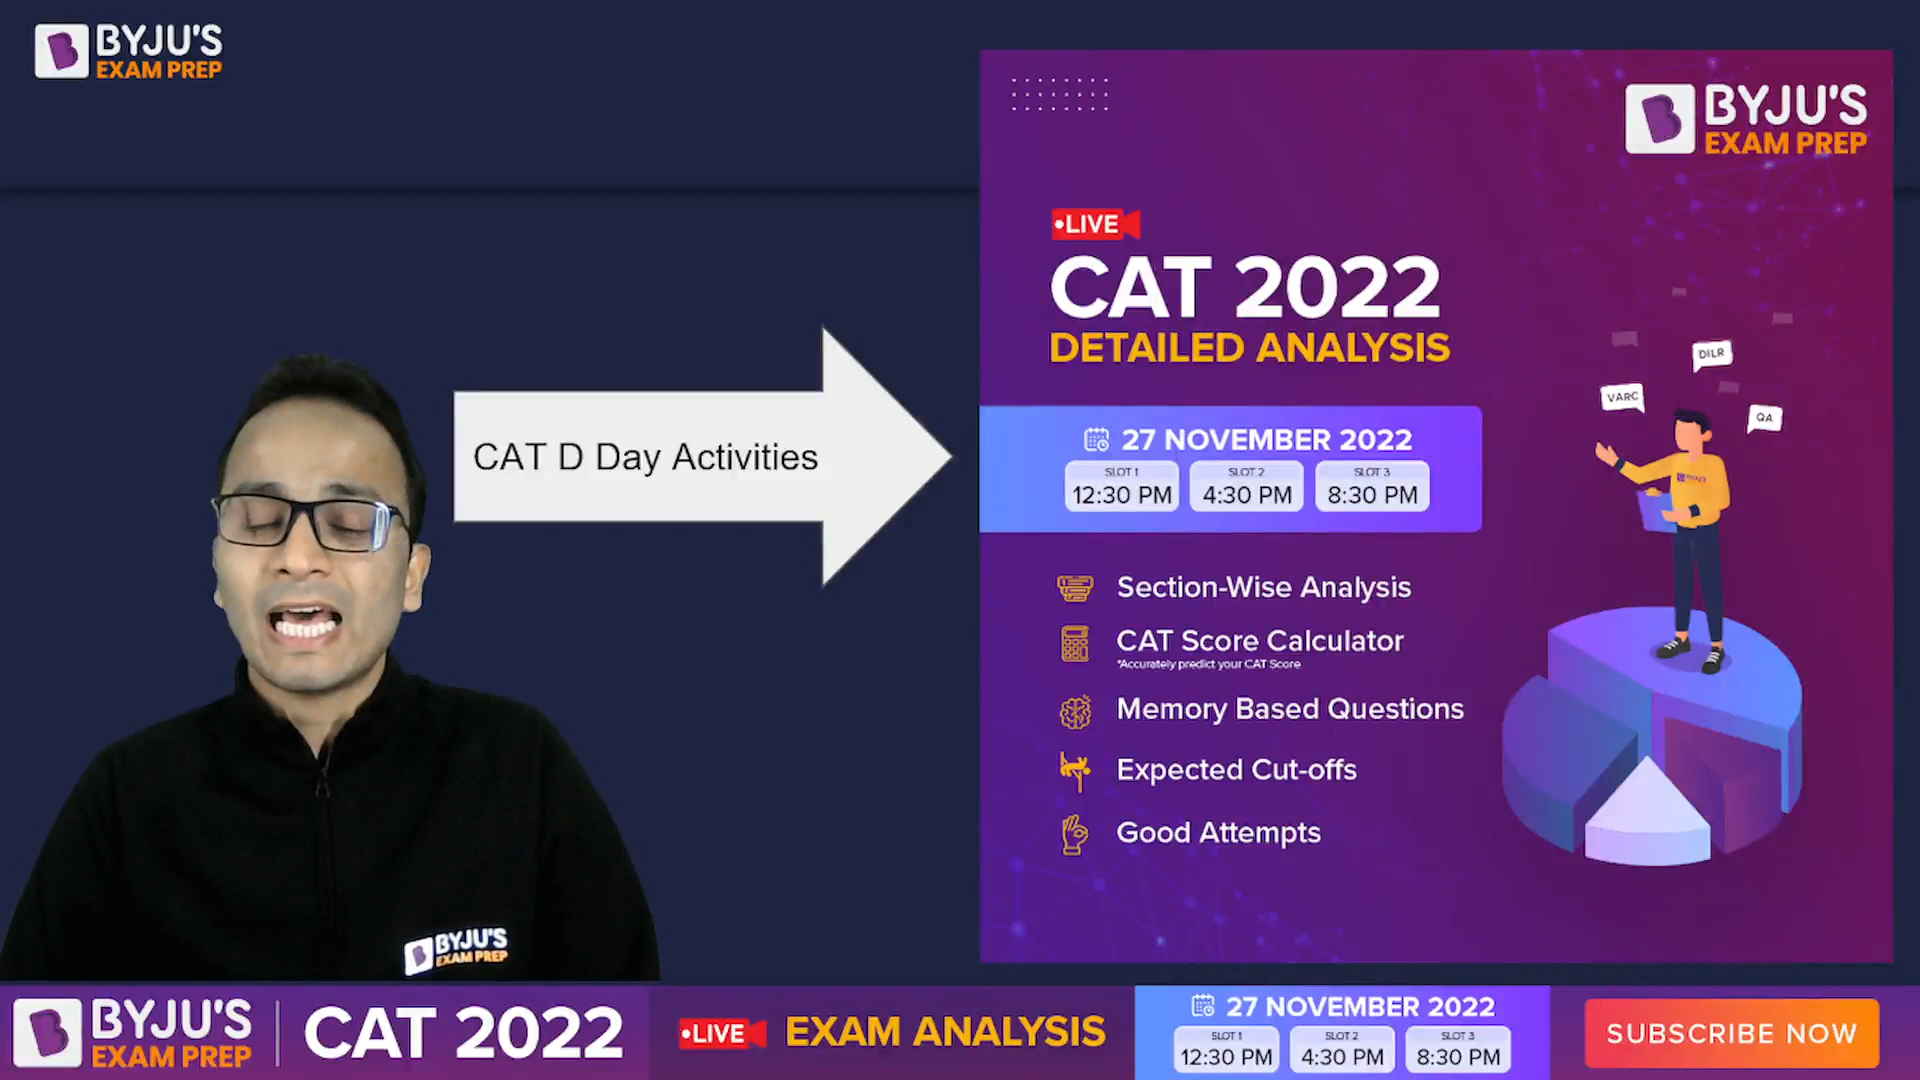 BYJU'S
EXAM PREP
BYJU'S
EXAM PREP
•LIVE
CAT 2022
DETAILED ANALYSIS
27 NOVEMBER 2022
SLOT 1
12:30 PM
SLOT 2
4:30 PM
SLOT 3
8:30 PM
Section-Wise Analysis
CAT Score Calculator
*Accurately predict your CAT Score
Memory Based Questions
Expected Cut-offs
Good Attempts
DILR
VARC
QA
CAT D Day Activities
BYJU'S
EXAM PREP
BYJU'S
EXAM PREP
CAT 2022
•LIVE
EXAM ANALYSIS
27 NOVEMBER 2022
SLOT 1
12:30 PM
SLOT 2
4:30 PM
SLOT 3
8:30 PM
SUBSCRIBE NOW